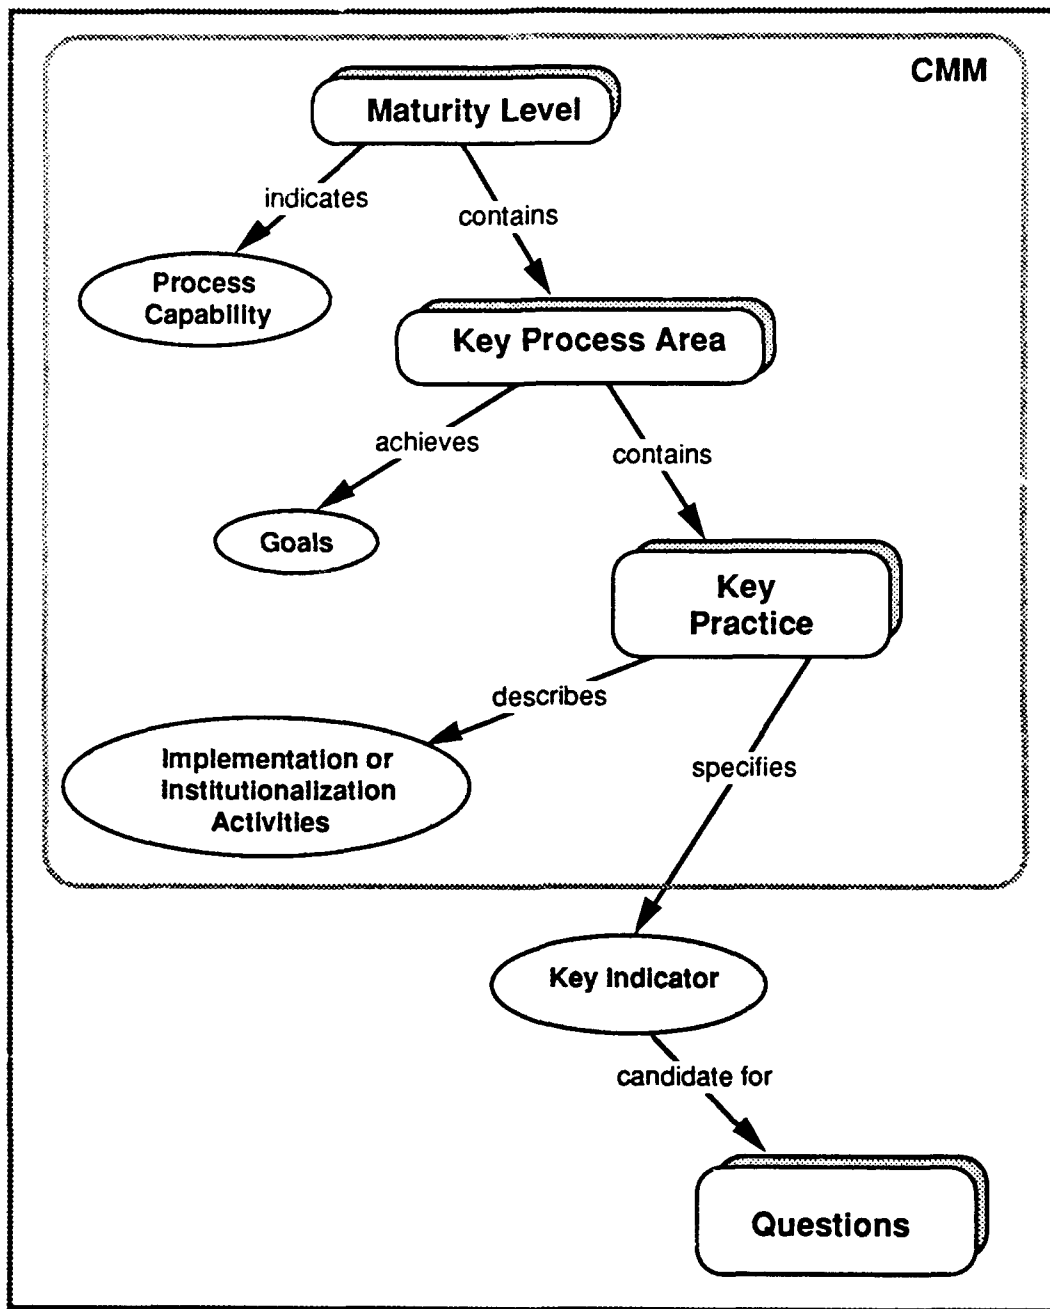 CMM
Maturity Level
indicates
contains
Process
Capability
Key Process Area
achieves
contains
Goals
Key
Practice
describes
Implementation or
Institutionalization
Activities
specifies
Key Indicator
candidate for
Questions